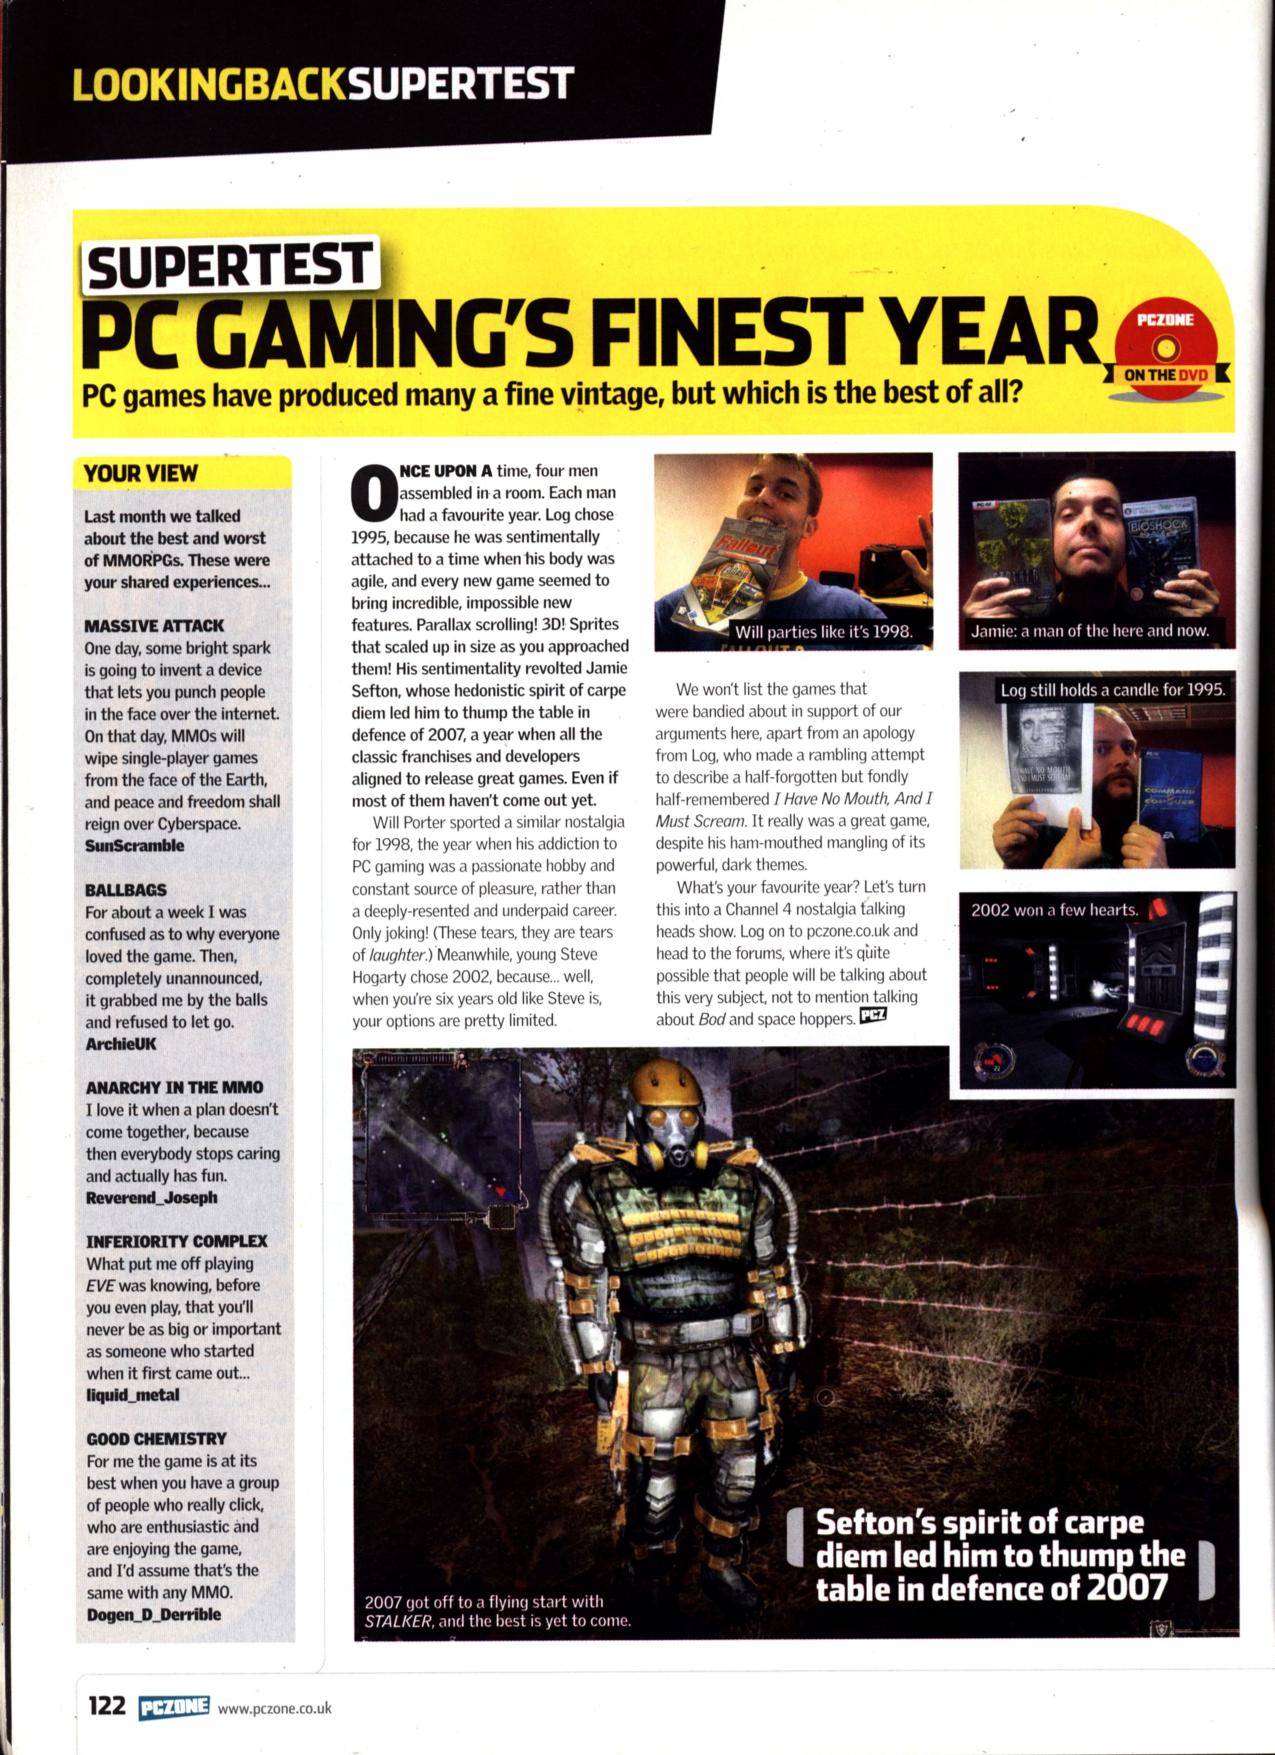 LOOKINGBACKSUPERTEST
SUPERTEST
PC GAMING'S FINEST YEAR
PC games have produced many a fine vintage, but which is the best of all?
PCZONE
ON THE DVD
YOUR VIEW
Last month we talked
about the best and worst
of MMORPGs. These were
your shared experiences...
MASSIVE ATTACK
One day, some bright spark
is going to invent a device
that lets you punch people
in the face over the internet.
On that day, MMOs will
wipe single-player games
from the face of the Earth,
and peace and freedom shall
reign over Cyberspace.
SunScramble
BALLBAGS
For about a week I was
confused as to why everyone
loved the game. Then,
completely unannounced,
it grabbed me by the balls
and refused to let go.
ArchieUK
ANARCHY IN THE MMO
I love it when a plan doesn't
come together, because
then everybody stops caring
and actually has fun.
Reverend_Joseph
INFERIORITY COMPLEX
What put me off playing
EVE was knowing, before
you even play, that you'll
never be as big or important
as someone who started
when it first came out...
liquid_metal
GOOD CHEMISTRY
For me the game is at its
best when you have a group
of people who really click,
who are enthusiastic and
are enjoying the game,
and I'd assume that's the
same with any MMO.
Dogen_D_Derrible
ONCE UPON A time, four men
assembled in a room. Each man
had a favourite year. Log chose
1995, because he was sentimentally
attached to a time when his body was
agile, and every new game seemed to
bring incredible, impossible new
features. Parallax scrolling! 3D! Sprites
that scaled up in size as you approached
them! His sentimentality revolted Jamie
Sefton, whose hedonistic spirit of carpe
diem led him to thump the table in
defence of 2007, a year when all the
classic franchises and developers
aligned to release great games. Even if
most of them haven't come out yet.
Will Porter sported a similar nostalgia
for 1998, the year when his addiction to
PC gaming was a passionate hobby and
constant source of pleasure, rather than
a deeply-resented and underpaid career.
Only joking! (These tears, they are tears
of laughter.) Meanwhile, young Steve
Hogarty chose 2002, because... well,
when you're six years old like Steve is,
your options are pretty limited.
Fallout
Will parties like it's 1998.
We won't list the games that
were bandied about in support of our
arguments here, apart from an apology
from Log, who made a rambling attempt
to describe a half-forgotten but fondly
half-remembered I Have No Mouth, And I
Must Scream. It really was a great game,
despite his ham-mouthed mangling of its
powerful, dark themes.
What's your favourite year? Let's turn
this into a Channel 4 nostalgia talking
heads show. Log on to pczone.co.uk and
head to the forums, where it's quite
possible that people will be talking about
this very subject, not to mention talking
about Bod and space hoppers. PCZ
BIOSHOCK
Jamie: a man of the here and now.
Log still holds a candle for 1995.
HAVE NO MOUTH
AND I MUST SCREAM
COMMAND
CONQUER
EA
2002 won a few hearts.
2007 got off to a flying start with
STALKER, and the best is yet to come.
Sefton's spirit of carpe
diem led him to thump the
table in defence of 2007
122 PCZONE www.pczone.co.uk